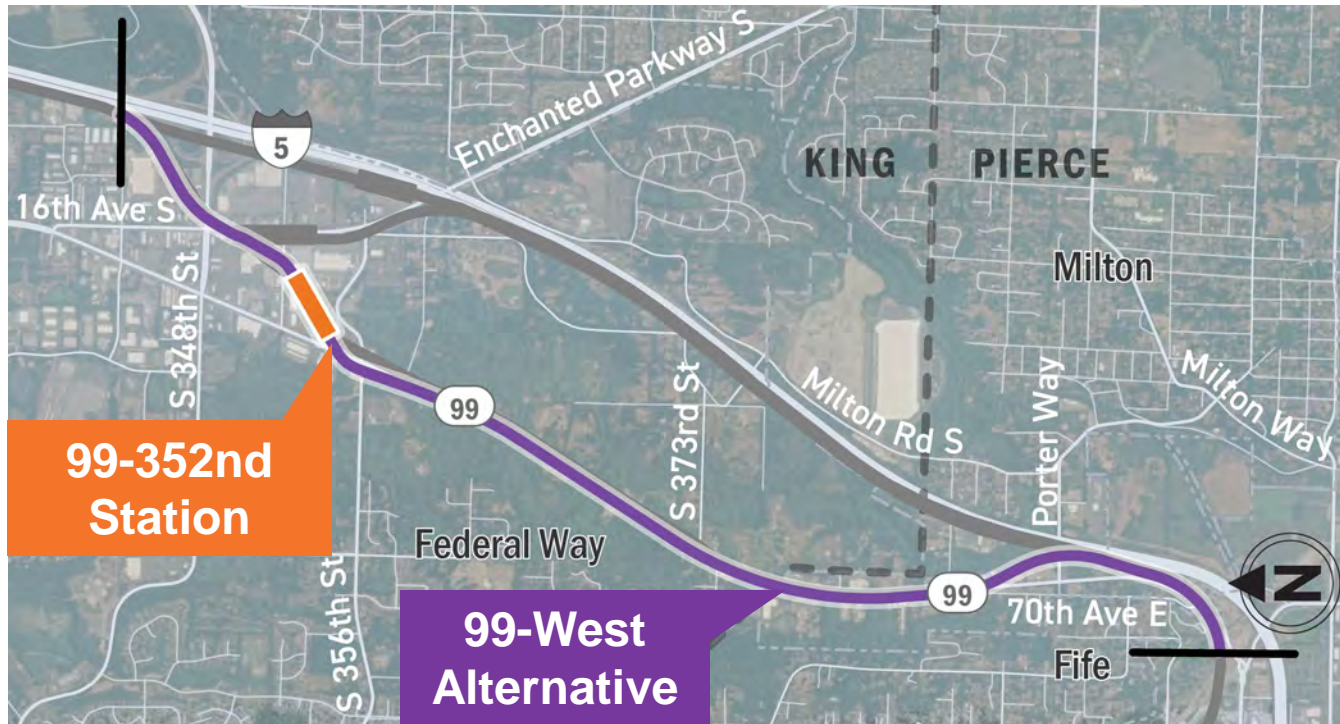 Enchanted Parkway S
5
KING
PIERCE
16th Ave S
S 348th St
Milton
99
Milton Rd S
Porter Way
Milton Way
S 373rd St
99-352nd
Station
S 356th St
Federal Way
99
70th Ave E
N
99-West
Alternative
Fife